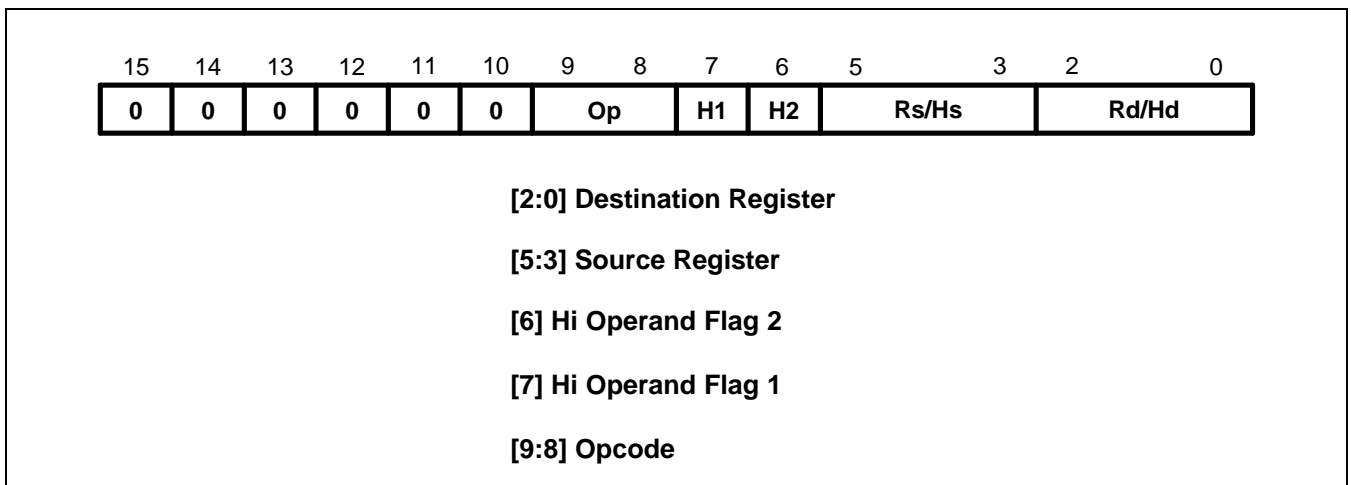 15 14 13 12 11 10 9 8 7 6 5 3 2 0
0 0 0 0 0 0 Op H1 H2 Rs/Hs Rd/Hd
[2:0] Destination Register
[5:3] Source Register
[6] Hi Operand Flag 2
[7] Hi Operand Flag 1
[9:8] Opcode